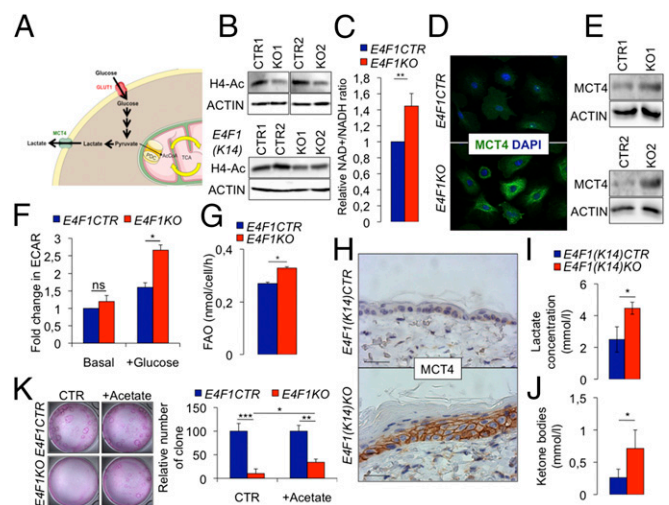 A
Glucose
GLUT1
Glucose
MCT4
Lactate
Lactate
Pyruvate
PDC
AcCoA
TCA
B
CTR1
KO1
CTR2
KO2
H4-Ac
ACTIN
E4F1
(K14)
CTR1
CTR2
KO1
KO2
H4-Ac
ACTIN
C
E4F1CTR
E4F1KO
Relative NAD+/NADH ratio
1,8
1,6
1,4
1,2
1
0,8
0,6
0,4
0,2
0
**
D
E4F1CTR
MCT4 DAPI
E4F1KO
E
CTR1
KO1
MCT4
ACTIN
CTR2
KO2
MCT4
ACTIN
F
E4F1CTR
E4F1KO
Fold change in ECAR
3
2,5
2
1,5
1
0,5
0
ns
*
Basal
+Glucose
G
E4F1CTR
E4F1KO
FAO (nmol/cell/h)
0,4
0,2
0
*
H
E4F1(K14)CTR
MCT4
E4F1(K14)KO
I
E4F1(K14)CTR
E4F1(K14)KO
Lactate
concentration
(mmol/l)
6
4
2
0
*
J
Ketone bodies
(mmol/l)
1
0,5
0
*
K
CTR
+Acetate
E4F1CTR
E4F1KO
E4F1CTR
E4F1KO
Relative number
of clone
100
75
50
25
0
***
*
**
CTR
+Acetate